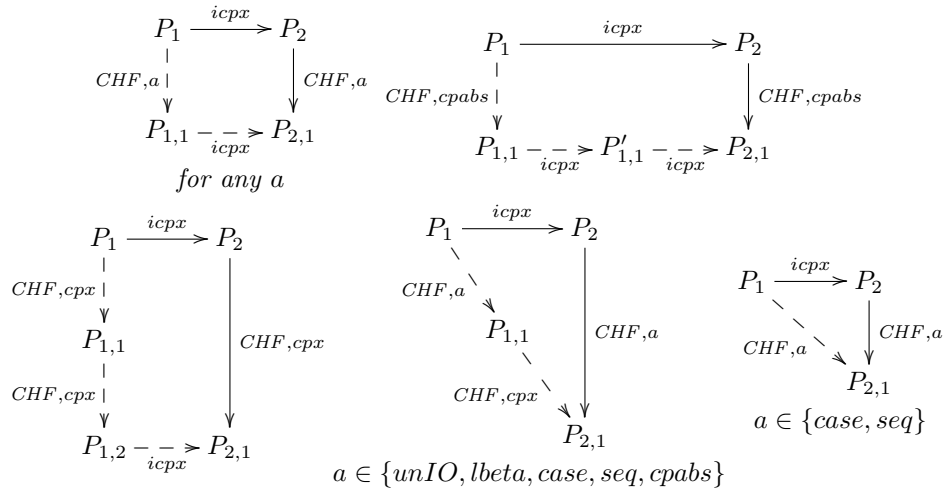 P1 icpx P2 P1 icpx P2
CHF,a CHF,a CHF,cpabs CHF,cpabs
P1,1 icpx P2,1 P1,1 icpx P′1,1 icpx P2,1
for any a
P1 icpx P2 P1 icpx P2 P1 icpx P2
CHF,cpx CHF,a CHF,a CHF,a
P1,1 CHF,cpx P1,1 CHF,a P2,1
CHF,cpx CHF,cpx a ∈ {case, seq}
P1,2 icpx P2,1 P2,1
a ∈ {unIO, lbeta, case, seq, cpabs}